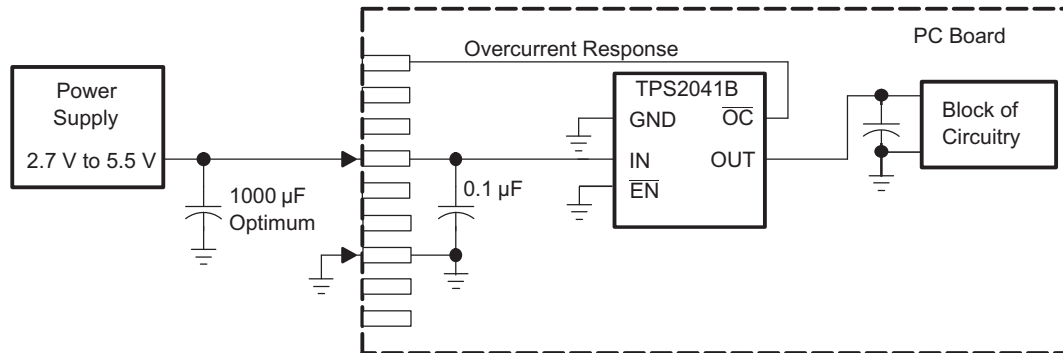 PC Board
Overcurrent Response
Power
Supply
2.7 V to 5.5 V
1000 µF
Optimum
0.1 µF
TPS2041B
GND
OC
IN
OUT
EN
Block of
Circuitry